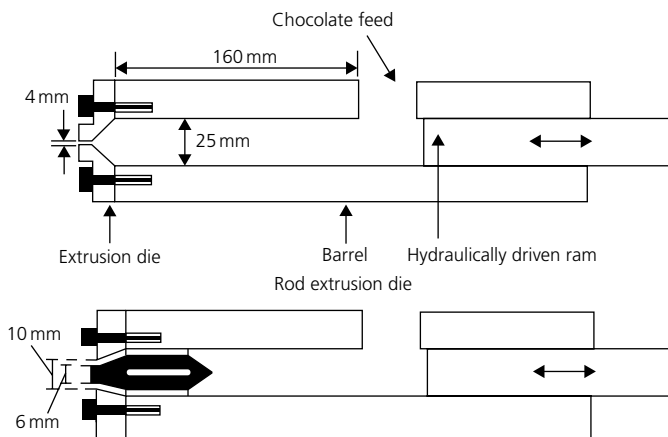 Chocolate feed
160 mm
4 mm
25 mm
Extrusion die
Barrel
Hydraulically driven ram
Rod extrusion die
10 mm
6 mm